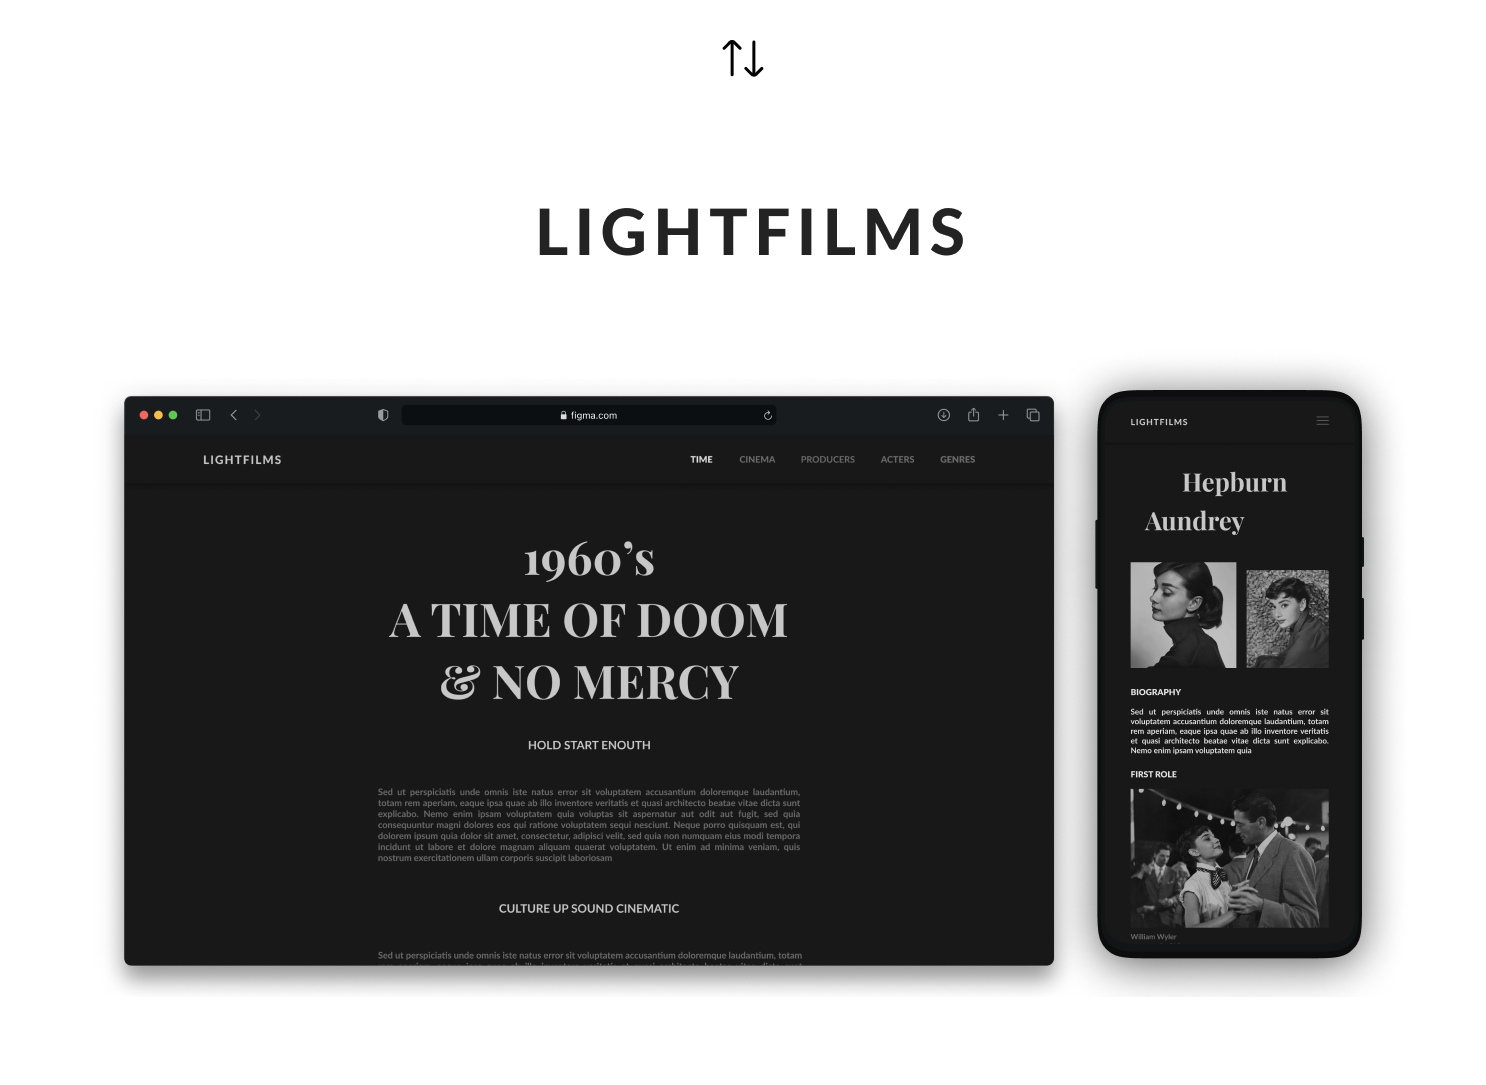 LIGHTFILMS
figma.com
LIGHTFILMS
TIME CINEMA PRODUCERS ACTERS GENRES
1960’s
A TIME OF DOOM
& NO MERCY
HOLD START ENOUTH
Sed ut perspiciatis unde omnis iste natus error sit voluptatem accusantium doloremque laudantium,
totam rem aperiam, eaque ipsa quae ab illo inventore veritatis et quasi architecto beatae vitae dicta sunt
explicabo. Nemo enim ipsam voluptatem quia voluptas sit aspernatur aut odit aut fugit, sed quia
consequuntur magni dolores eos qui ratione voluptatem sequi nesciunt. Neque porro quisquam est, qui
dolorem ipsum quia dolor sit amet, consectetur, adipisci velit, sed quia non numquam eius modi tempora
incidunt ut labore et dolore magnam aliquam quaerat voluptatem. Ut enim ad minima veniam, quis
nostrum exercitationem ullam corporis suscipit laboriosam
CULTURE UP SOUND CINEMATIC
Sed ut perspiciatis unde omnis iste natus error sit voluptatem accusantium doloremque laudantium, totam
LIGHTFILMS
Hepburn
Aundrey
BIOGRAPHY
Sed ut perspiciatis unde omnis iste natus error sit
voluptatem accusantium doloremque laudantium, totam
rem aperiam, eaque ipsa quae ab illo inventore veritatis
et quasi architecto beatae vitae dicta sunt explicabo.
Nemo enim ipsam voluptatem quia
FIRST ROLE
William Wyler